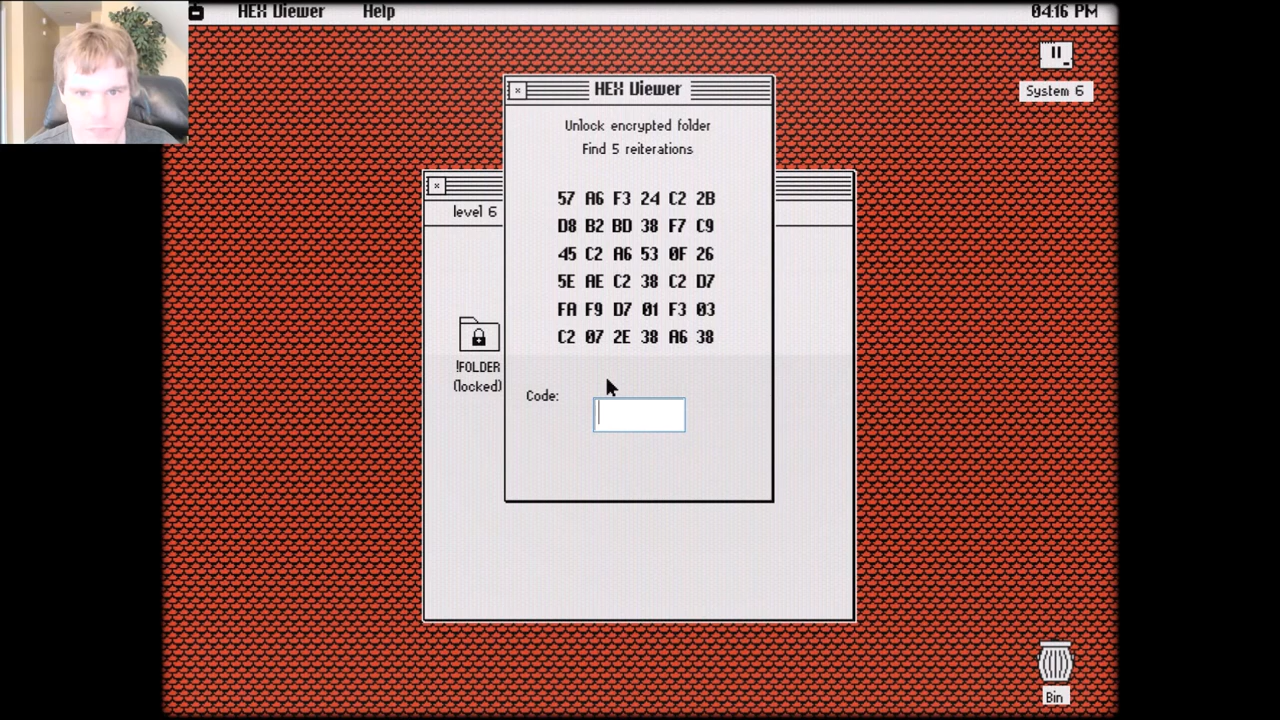 HEX Viewer Help 04:16 PM
System 6
HEX Viewer
Unlock encrypted folder
Find 5 reiterations
57 A6 F3 24 C2 2B
D8 B2 BD 38 F7 C9
45 C2 A6 53 0F 26
5E AE C2 38 C2 D7
FA F9 D7 01 F3 03
C2 07 2E 38 A6 38
Code:
level 6
!FOLDER
(locked)
Bin